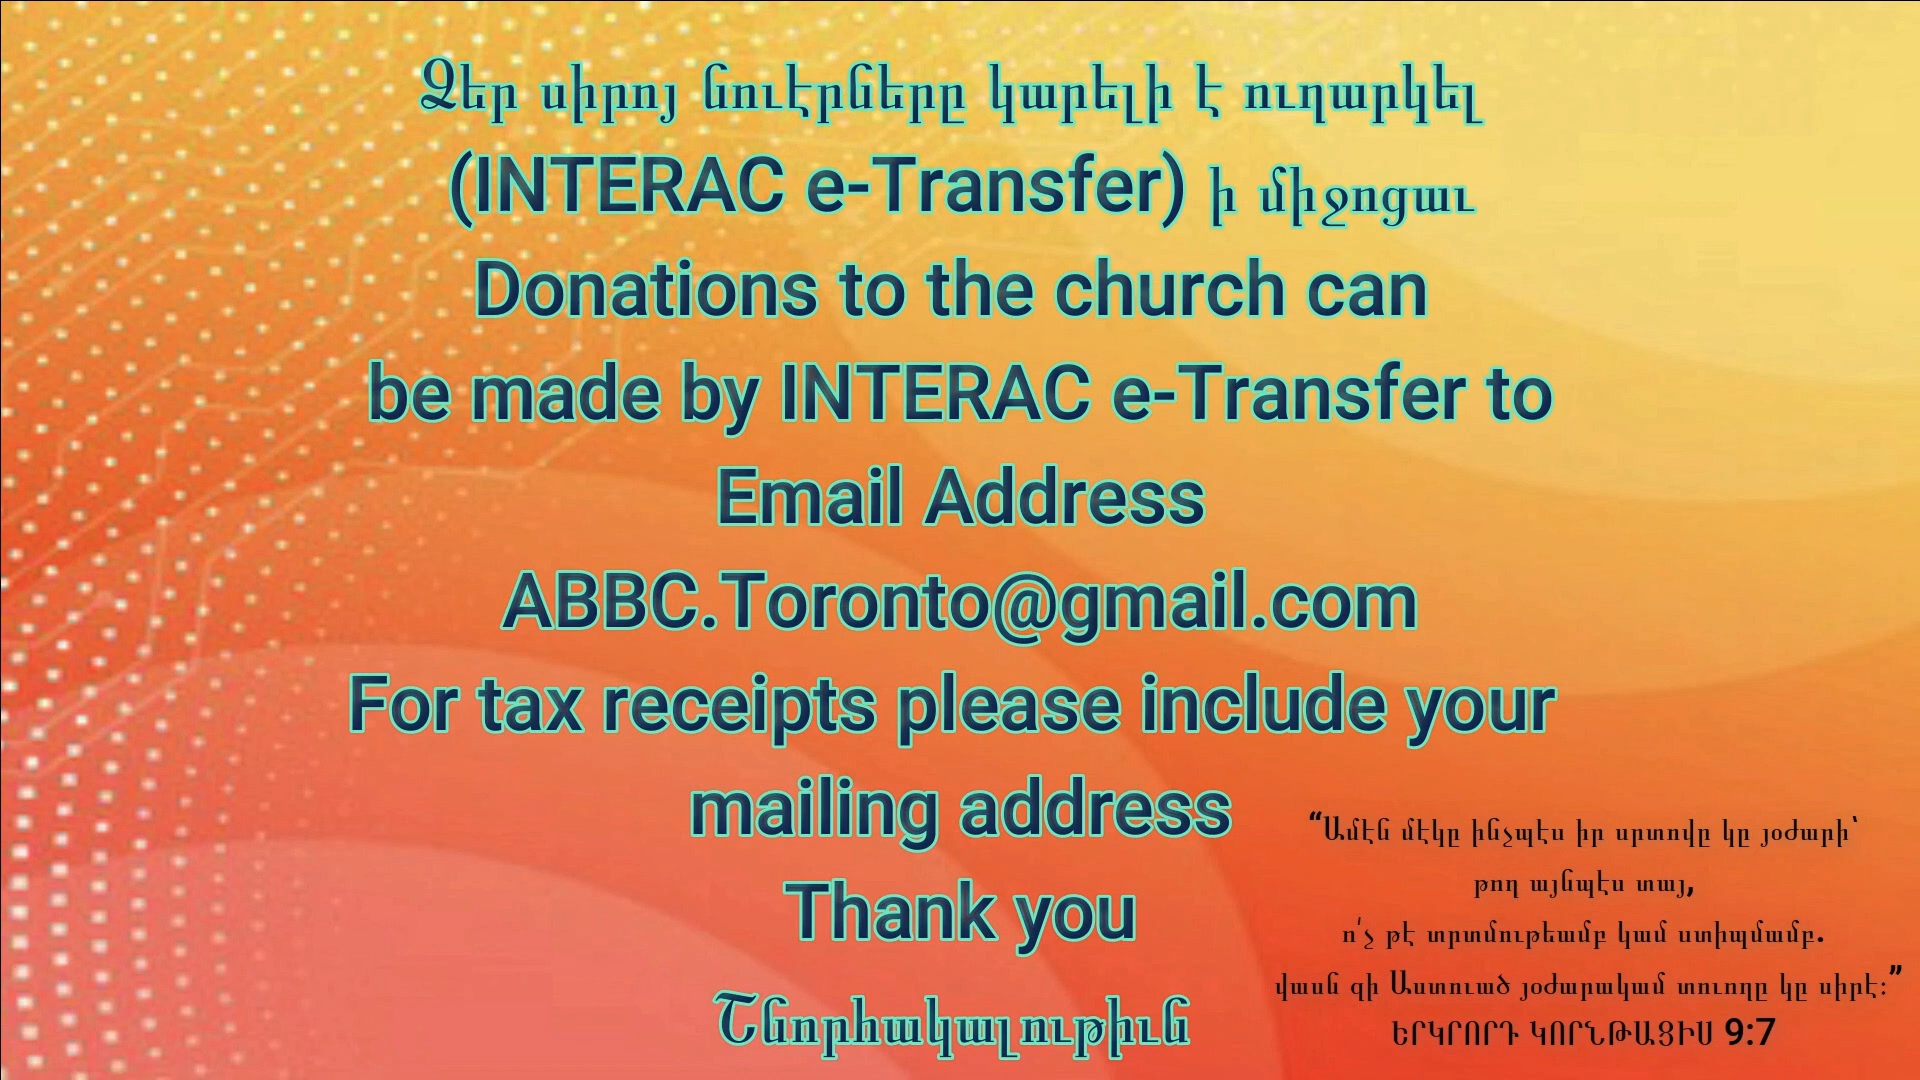 Ձեր սիրոյ նուէրները կարելի է ուղարկել
(INTERAC e-Transfer) ի միջոցաւ
Donations to the church can
be made by INTERAC e-Transfer to
Email Address
ABBC.Toronto@gmail.com
For tax receipts please include your
mailing address
Thank you
Շնորհակալութիւն
“Ամէն մէկը ինչպէս իր սրտովը կը յօժարի՝
թող այնպէս տայ,
ո՛չ թէ տրտմութեամբ կամ ստիպմամբ.
վասն զի Աստուած յօժարակամ տուողը կը սիրէ։”
ԵՐԿՐՈՐԴ ԿՈՐՆԹԱՑԻՍ 9:7